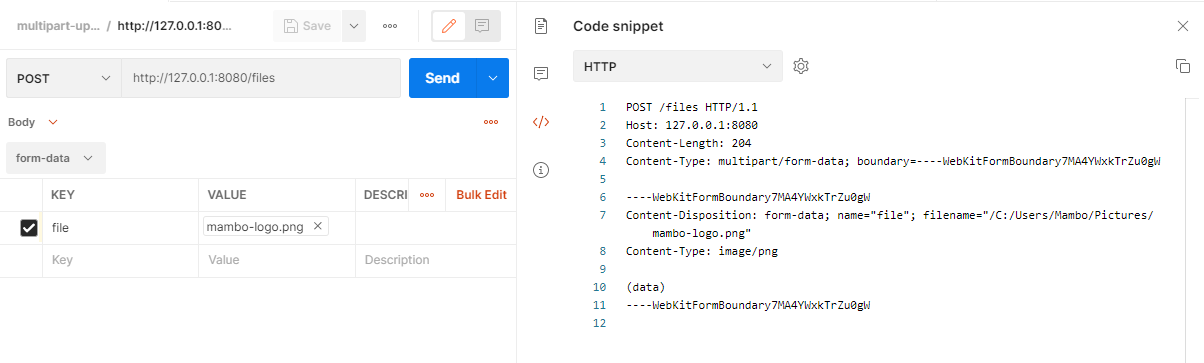 multipart-up... / http://127.0.0.1:80...
Save
POST
http://127.0.0.1:8080/files
Send
Body
form-data
KEY VALUE DESCRI Bulk Edit
file mambo-logo.png
Key Value Description
Code snippet
HTTP
1 POST /files HTTP/1.1
2 Host: 127.0.0.1:8080
3 Content-Length: 204
4 Content-Type: multipart/form-data; boundary=----WebKitFormBoundary7MA4YWxkTrZu0gW
5
6 ----WebKitFormBoundary7MA4YWxkTrZu0gW
7 Content-Disposition: form-data; name="file"; filename="/C:/Users/Mambo/Pictures/
mambo-logo.png"
8 Content-Type: image/png
9
10 (data)
11 ----WebKitFormBoundary7MA4YWxkTrZu0gW
12